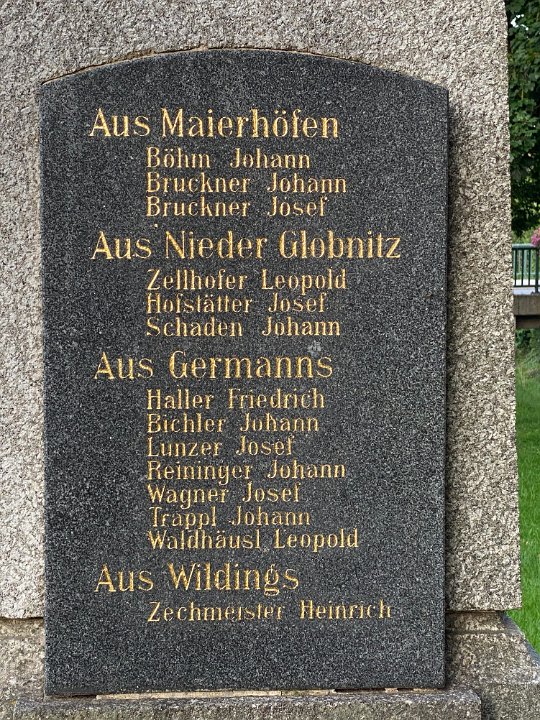 Aus Maierhöfen
Böhm Johann
Bruckner Johann
Bruckner Josef
Aus Nieder Globnitz
Zellhofer Leopold
Hofstätter Josef
Schaden Johann
Aus Germanns
Haller Friedrich
Bichler Johann
Lunzer Josef
Reininger Johann
Wagner Josef
Trappl Johann
Waldhäusl Leopold
Aus Wildings
Zechmeister Heinrich